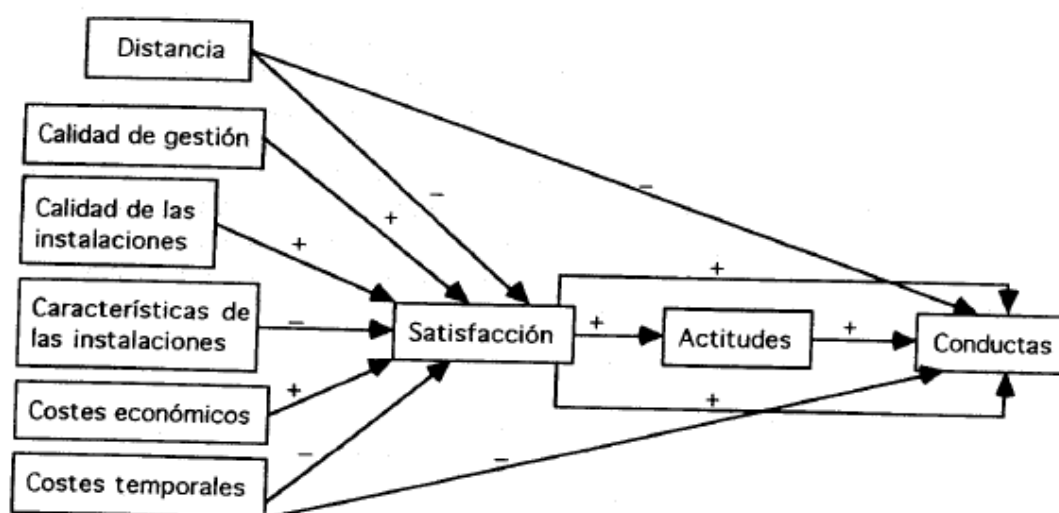 Distancia
Calidad de gestión
Calidad de las
instalaciones
Características de
las instalaciones
Costes económicos
Costes temporales
−
+
+
−
+
−
Satisfacción
+
Actitudes
+
Conductas
−
+
+
−